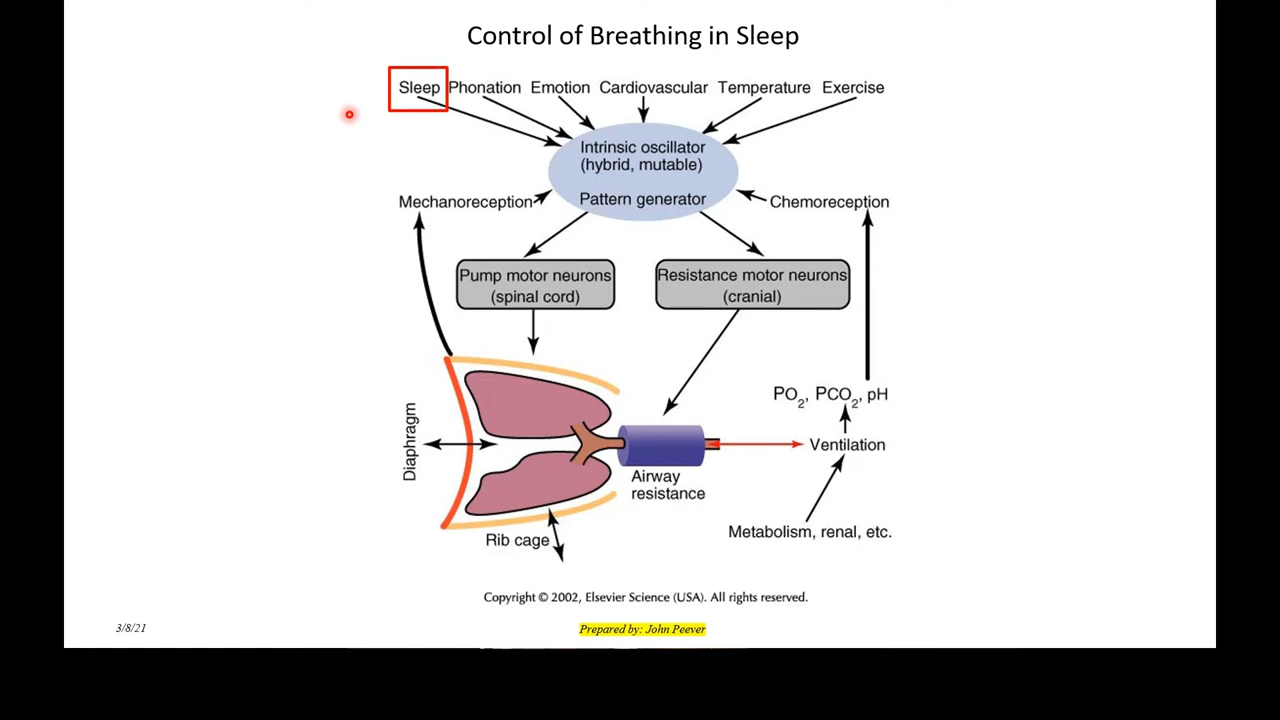 Control of Breathing in Sleep
Sleep Phonation Emotion Cardiovascular Temperature Exercise
Intrinsic oscillator
(hybrid, mutable)
Pattern generator
Mechanoreception
Chemoreception
Pump motor neurons
(spinal cord)
Resistance motor neurons
(cranial)
PO2, PCO2, pH
Diaphragm
Ventilation
Airway
resistance
Rib cage
Metabolism, renal, etc.
Copyright © 2002, Elsevier Science (USA). All rights reserved.
3/8/21
Prepared by: John Peever